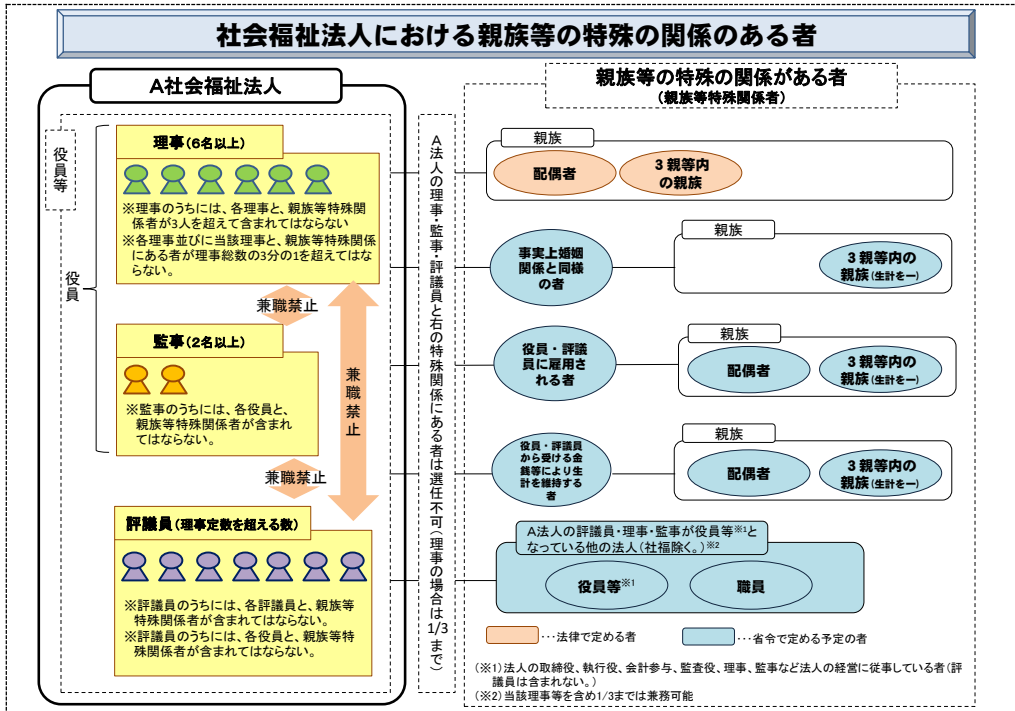 社会福祉法人における親族等の特殊の関係のある者
A社会福祉法人
役員等
役員
理事(6名以上)
※理事のうちには、各理事と、親族等特殊関
係者が3人を超えて含まれてはならない
※各理事並びに当該理事と、親族等特殊関係
にある者が理事総数の3分の1を超えてはな
らない。
兼職禁止
監事(2名以上)
※監事のうちには、各役員と、
親族等特殊関係者が含まれ
てはならない。
兼職禁止
兼職禁止
評議員(理事定数を超える数)
※評議員のうちには、各評議員と、親族等
特殊関係者が含まれてはならない。
※評議員のうちには、各役員と、親族等特
殊関係者が含まれてはならない。
A法人の理事・監事・評議員と右の特殊関係にある者は選任不可(理事の場合は1/3まで)
親族等の特殊の関係がある者
(親族等特殊関係者)
親族
配偶者
3親等内
の親族
事実上婚姻
関係と同様
の者
親族
3親等内の
親族(生計を一)
役員・評議
員に雇用さ
れる者
親族
配偶者
3親等内の
親族(生計を一)
役員・評議員
から受ける金
銭等により生
計を維持する
者
親族
配偶者
3親等内の
親族(生計を一)
A法人の評議員・理事・監事が役員等※1と
なっている他の法人(社福除く。)※2
役員等※1
職員
…法律で定める者
…省令で定める予定の者
(※1)法人の取締役、執行役、会計参与、監査役、理事、監事など法人の経営に従事している者(評
議員は含まれない。)
(※2)当該理事等を含め1/3までは兼務可能